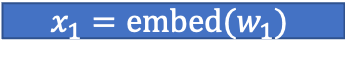 x₁ = embed(w₁)